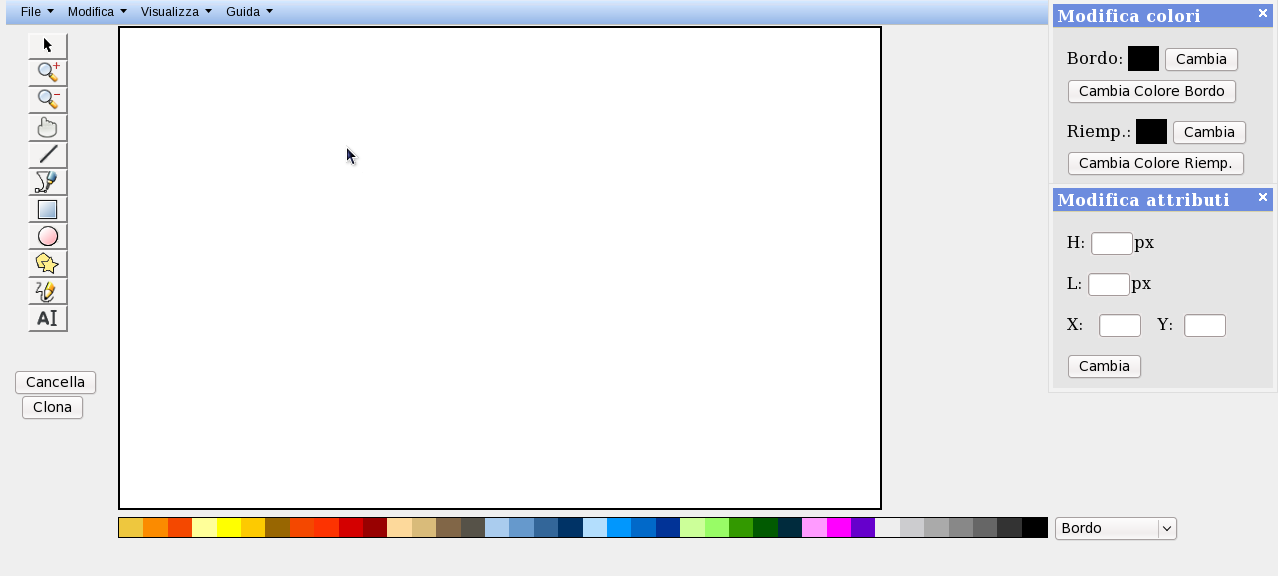 File Modifica Visualizza Guida
Modifica colori
Bordo: Cambia
Cambia Colore Bordo
Riemp.: Cambia
Cambia Colore Riemp.
Modifica attributi
H: px
L: px
X: Y:
Cambia
AI
Cancella
Clona
Bordo